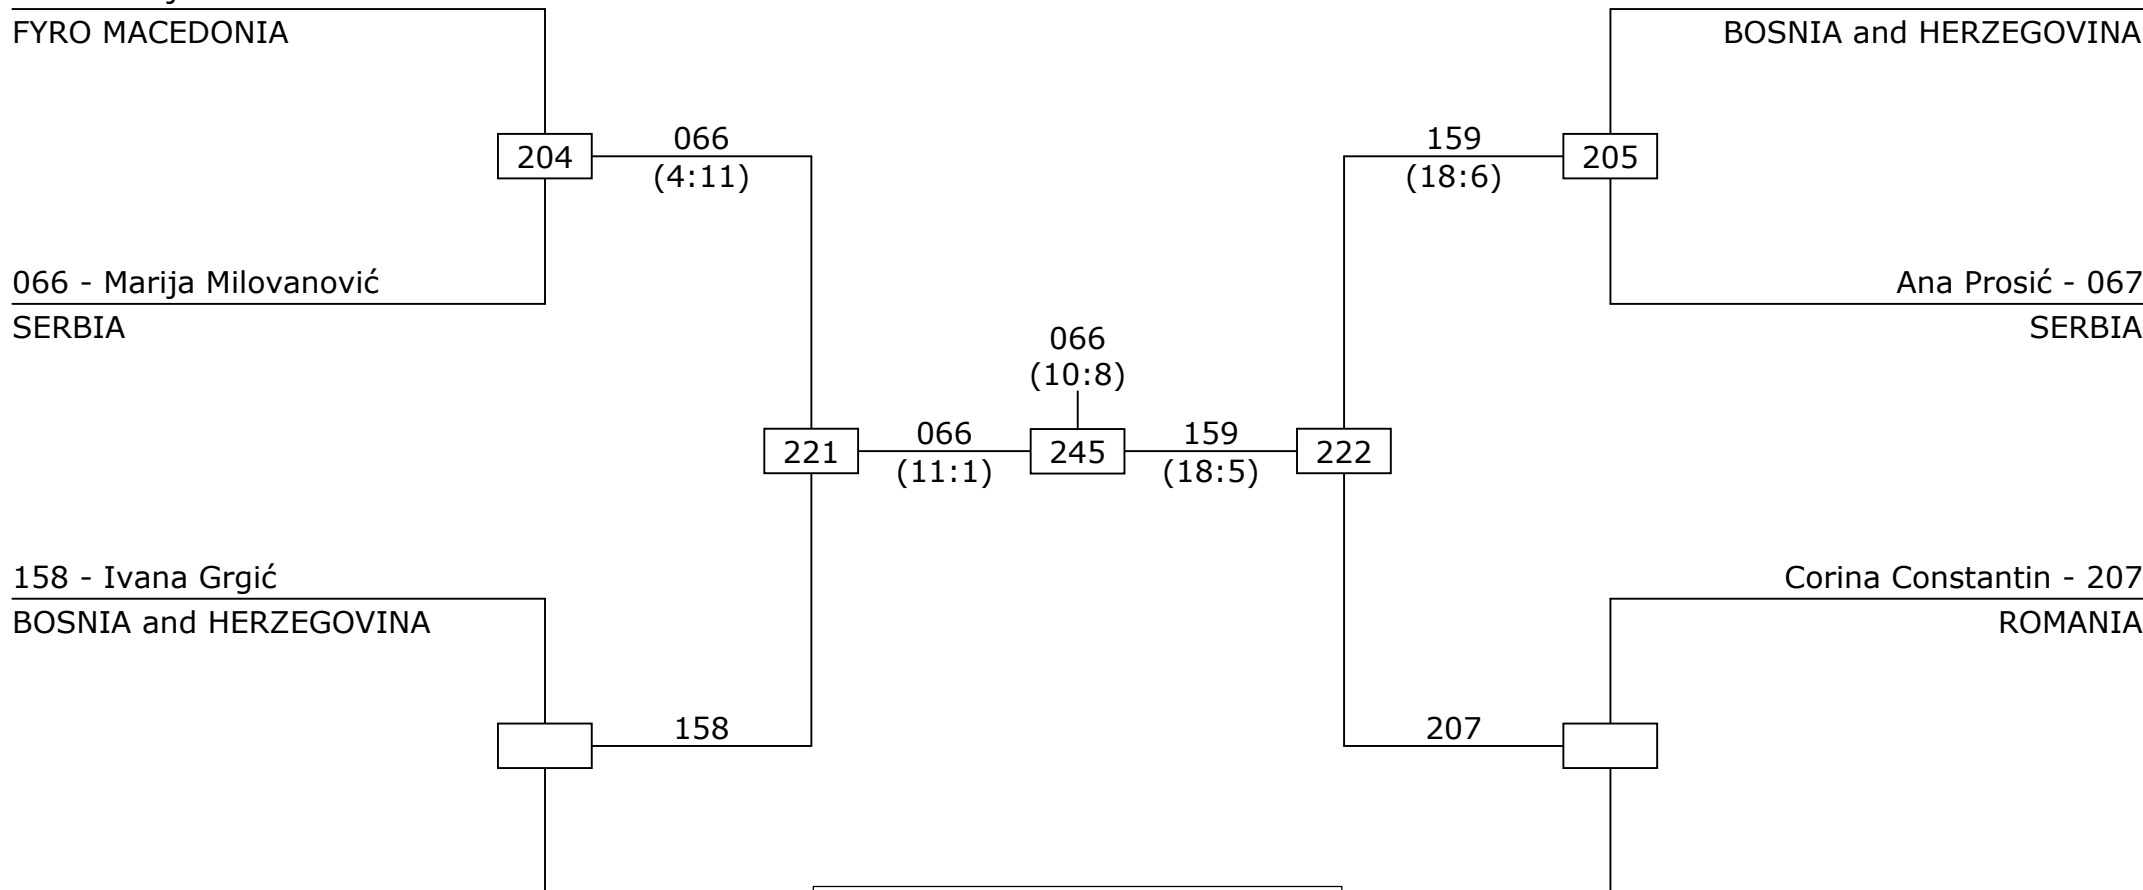 FYRO MACEDONIA
BOSNIA and HERZEGOVINA
066
159
204
205
(4:11)
(18:6)
066 - Marija Milovanović
Ana Prosić - 067
SERBIA
SERBIA
066
(10:8)
066
159
221
245
222
(11:1)
(18:5)
158 - Ivana Grgić
Corina Constantin - 207
BOSNIA and HERZEGOVINA
ROMANIA
158
207